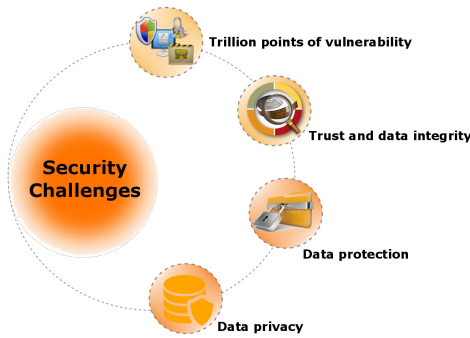 Trillion points of vulnerability
Trust and data integrity
Security
Challenges
Data protection
Data privacy